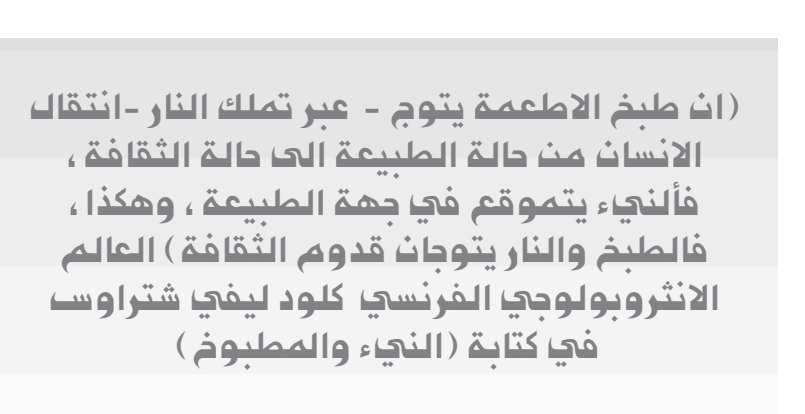 (ان طبخ الاطعمة يتوج - عبر تملك النار -انتقال
الانسان من حالة الطبيعة الى حالة الثقافة ،
فألنيء يتموقع في جهة الطبيعة ، وهكذا ،
فالطبخ والنار يتوجان قدوم الثقافة ) العالم
الانثروبولوجي الفرنسي كلود ليفي شتراوس
في كتابة (النيء والمطبوخ )